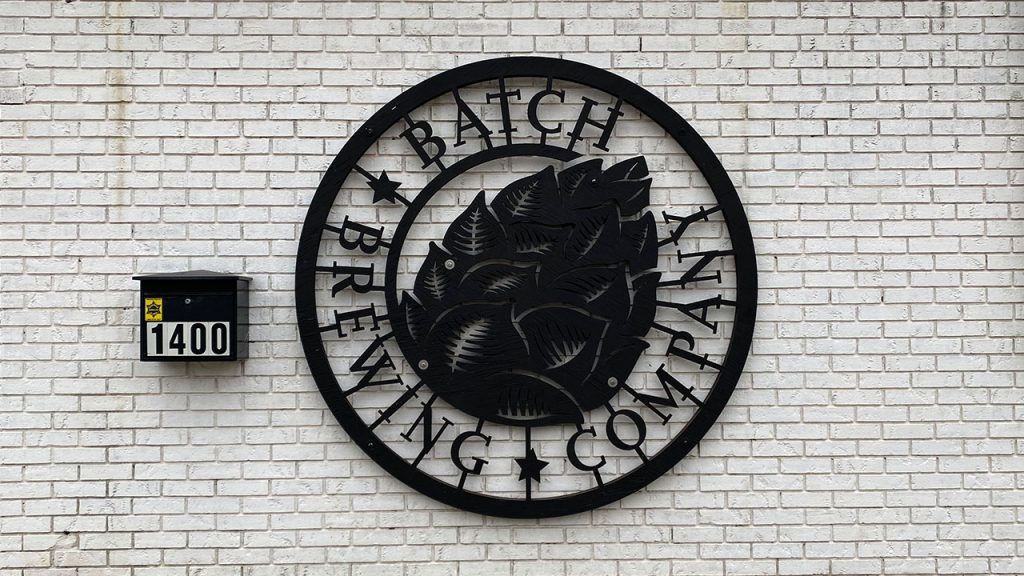 BATCH
BREWING
COMPANY
1400